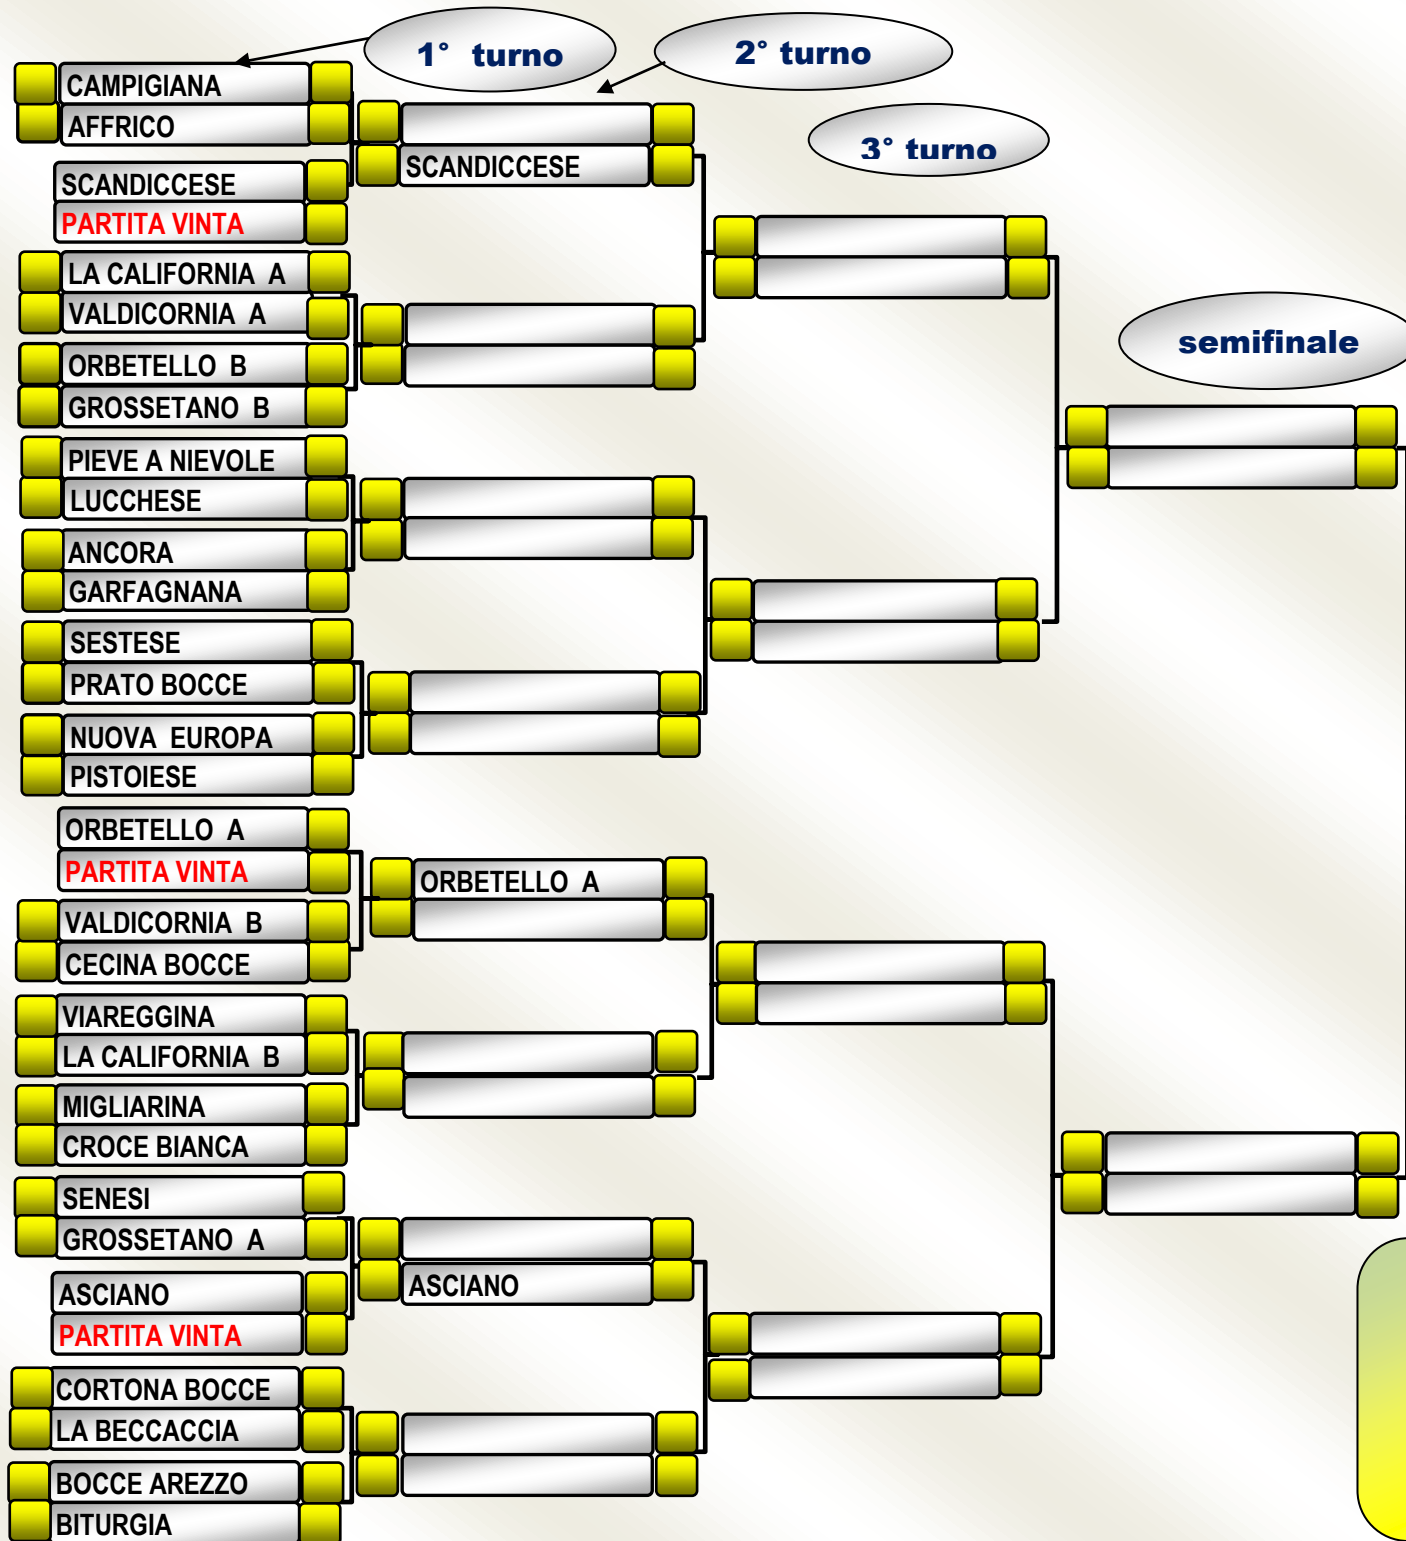 1° turno
2° turno
3° turno
semifinale
CAMPIGIANA
AFFRICO
SCANDICCESE
PARTITA VINTA
LA CALIFORNIA A
VALDICORNIA A
ORBETELLO B
GROSSETANO B
PIEVE A NIEVOLE
LUCCHESE
ANCORA
GARFAGNANA
SESTESE
PRATO BOCCE
NUOVA EUROPA
PISTOIESE
ORBETELLO A
PARTITA VINTA
VALDICORNIA B
CECINA BOCCE
VIAREGGINA
LA CALIFORNIA B
MIGLIARINA
CROCE BIANCA
SENESI
GROSSETANO A
ASCIANO
PARTITA VINTA
CORTONA BOCCE
LA BECCACCIA
BOCCE AREZZO
BITURGIA
SCANDICCESE
ORBETELLO A
ASCIANO